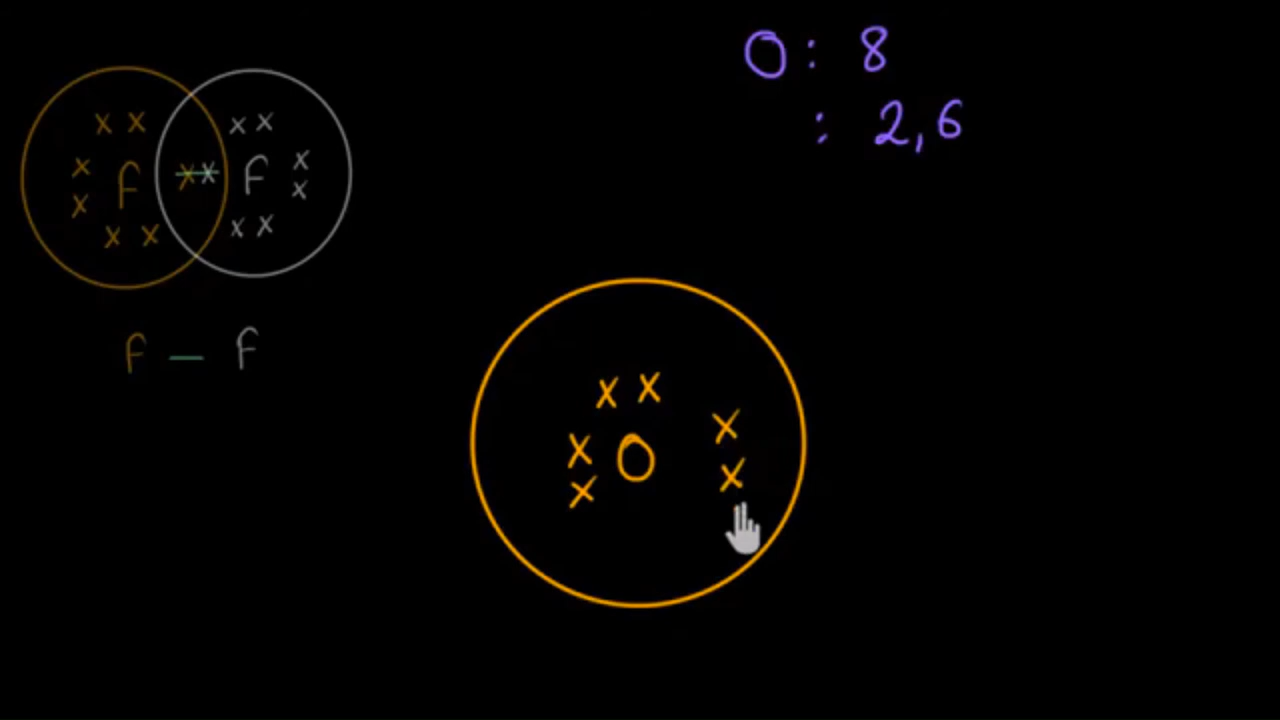 O : 8
: 2,6
x x x x
x F x x F x
x x
x x x x
F — F
x x
x O x
x x